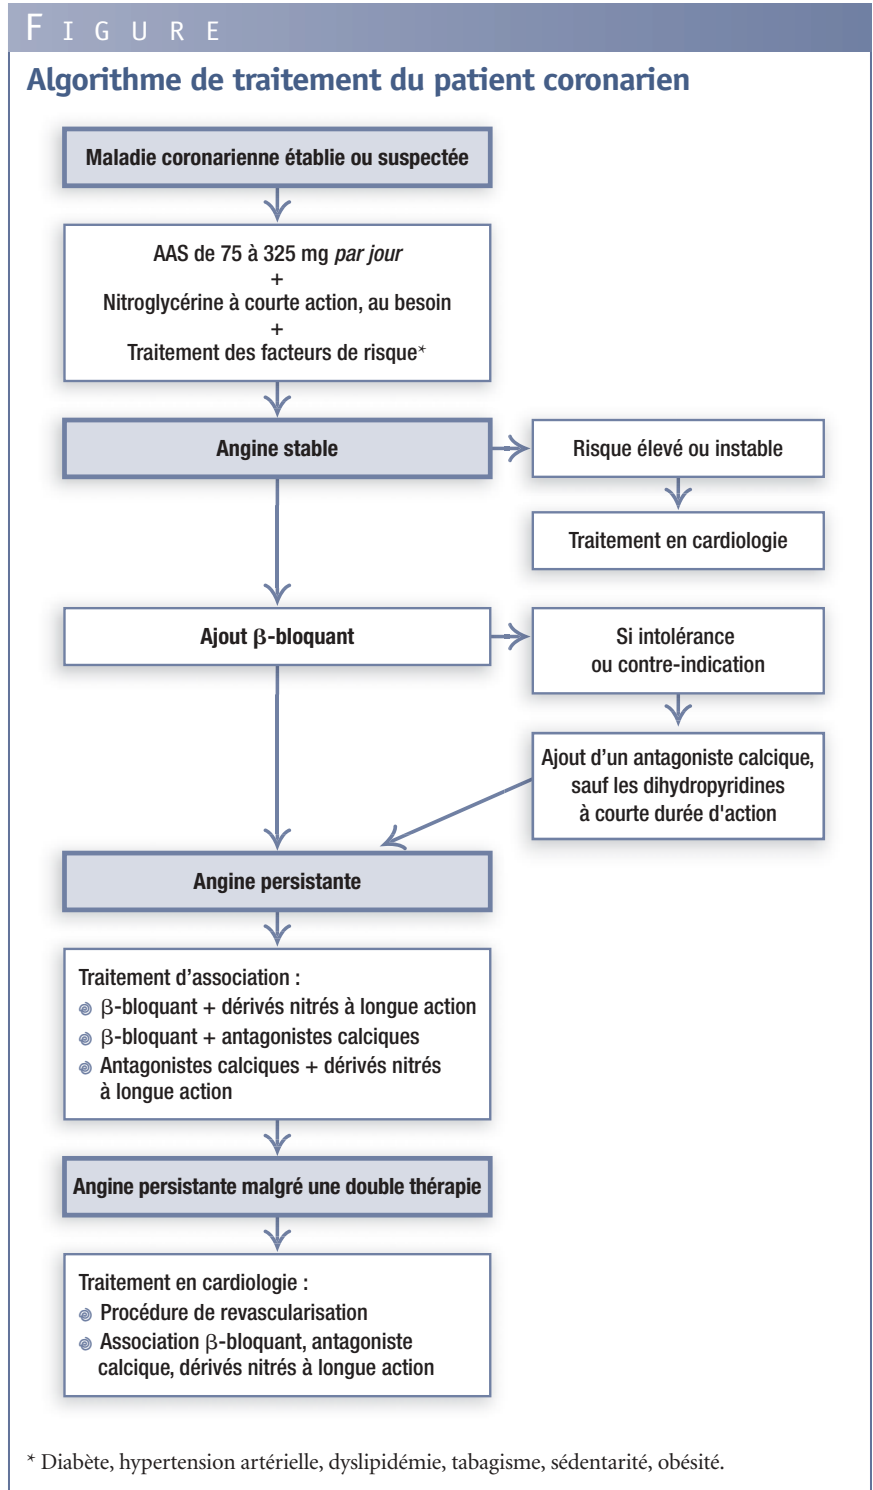 FIGURE
Algorithme de traitement du patient coronarien
Maladie coronarienne établie ou suspectée
AAS de 75 à 325 mg par jour
+
Nitroglycérine à courte action, au besoin
+
Traitement des facteurs de risque*
Angine stable
Risque élevé ou instable
Traitement en cardiologie
Ajout β-bloquant
Si intolérance
ou contre-indication
Ajout d’un antagoniste calcique,
sauf les dihydropyridines
à courte durée d'action
Angine persistante
Traitement d’association :
β-bloquant + dérivés nitrés à longue action
β-bloquant + antagonistes calciques
Antagonistes calciques + dérivés nitrés
à longue action
Angine persistante malgré une double thérapie
Traitement en cardiologie :
Procédure de revascularisation
Association β-bloquant, antagoniste
calcique, dérivés nitrés à longue action
* Diabète, hypertension artérielle, dyslipidémie, tabagisme, sédentarité, obésité.